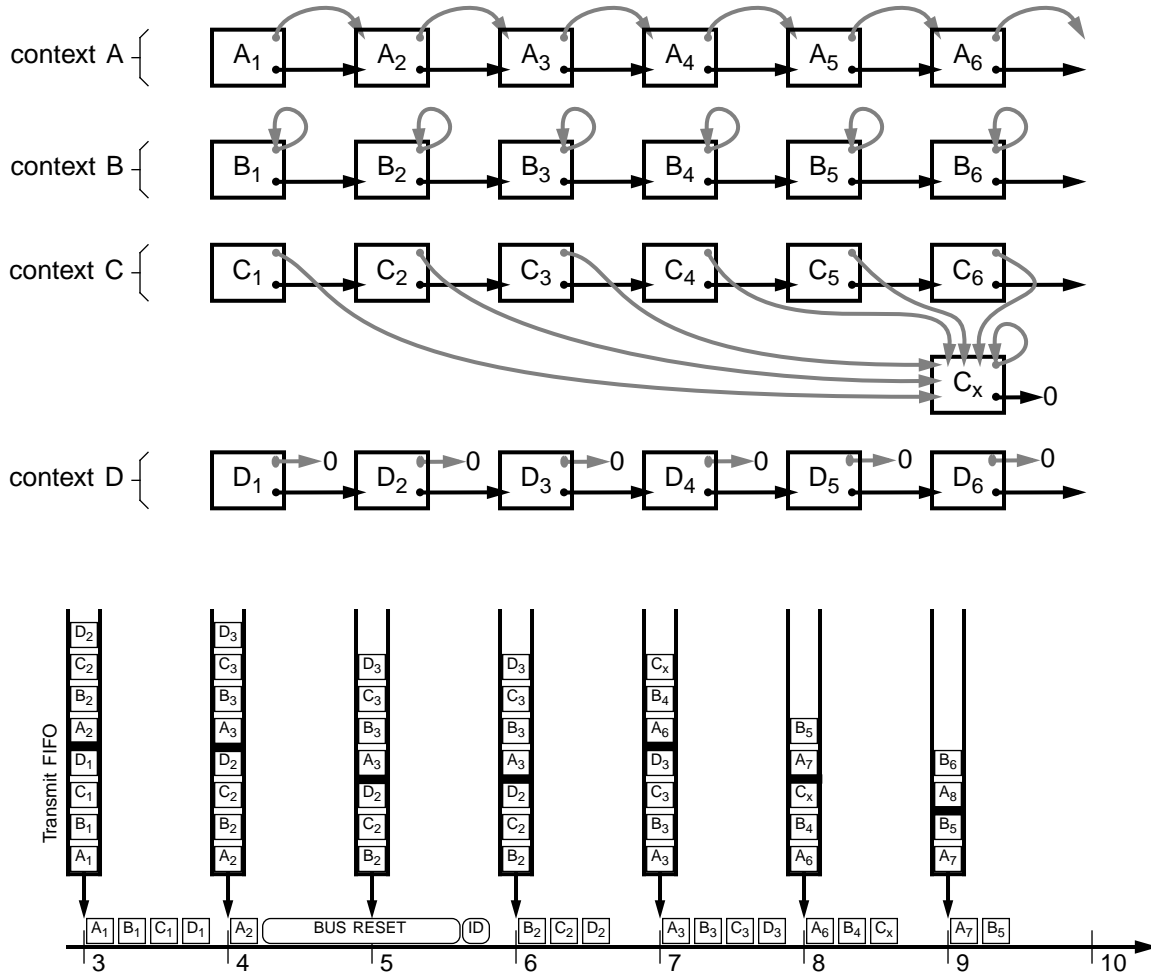 context A A1 A2 A3 A4 A5 A6
context B B1 B2 B3 B4 B5 B6
context C C1 C2 C3 C4 C5 C6
Cx 0
context D D1 0 D2 0 D3 0 D4 0 D5 0 D6 0
Transmit FIFO
D2 D3
C2 C3 D3 D3 Cx
B2 B3 C3 C3 B4
A2 A3 B3 B3 A6 B5
D1 D2 A3 A3 D3 A7 B6
C1 C2 D2 D2 C3 Cx A8
B1 B2 C2 C2 B3 B4 B5
A1 A2 B2 B2 A3 A6 A7
A1 B1 C1 D1 A2 BUS RESET ID B2 C2 D2 A3 B3 C3 D3 A6 B4 Cx A7 B5
3 4 5 6 7 8 9 10